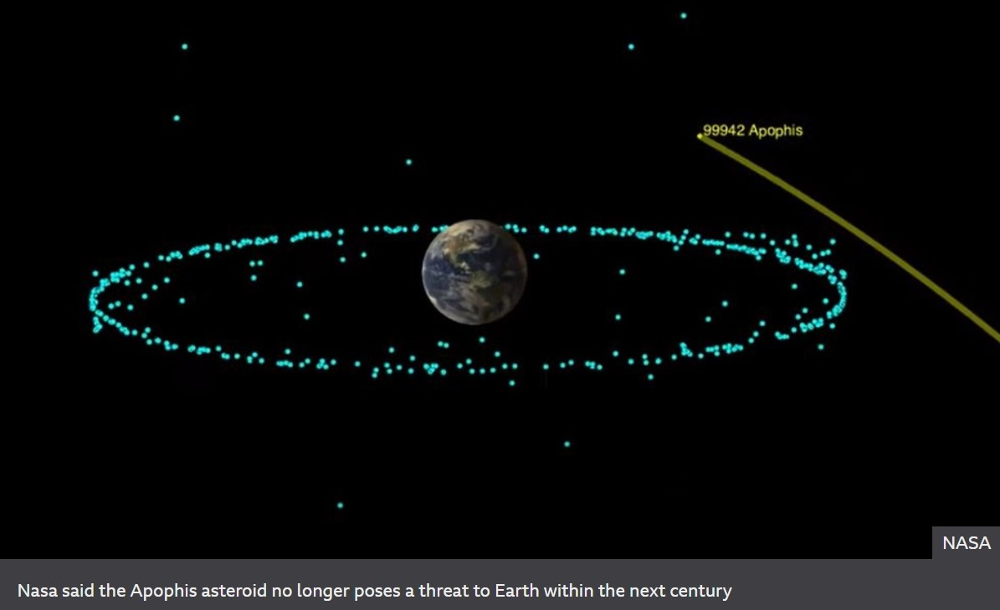 99942 Apophis
NASA
Nasa said the Apophis asteroid no longer poses a threat to Earth within the next century